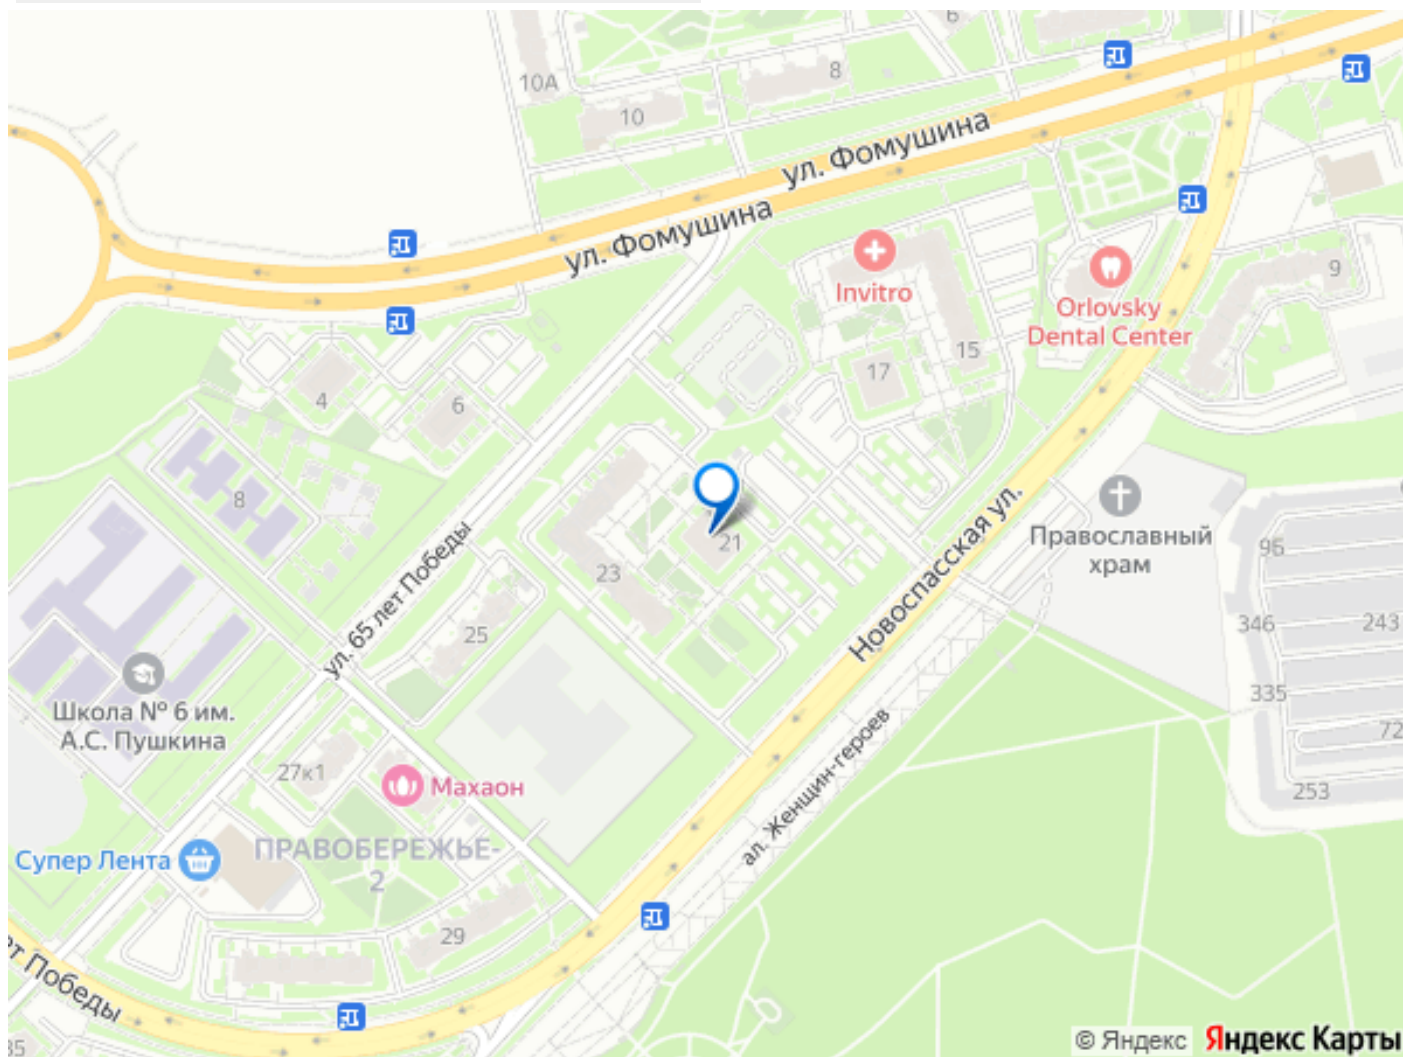 6
10А
8
10
ул. Фомушина
ул. Фомушина
Invitro
9
Orlovsky
Dental Center
15
17
4
6
8
ул. 65 лет Победы
21
23
25
Новоспасская ул.
Православный
храм
95
346
243
335
72
253
Школа № 6 им.
А.С. Пушкина
27к1
Махаон
ал. Женщин-героев
ПРАВОБЕРЕЖЬЕ-
2
Супер Лента
29
ет Победы
35
© Яндекс
Яндекс Карты